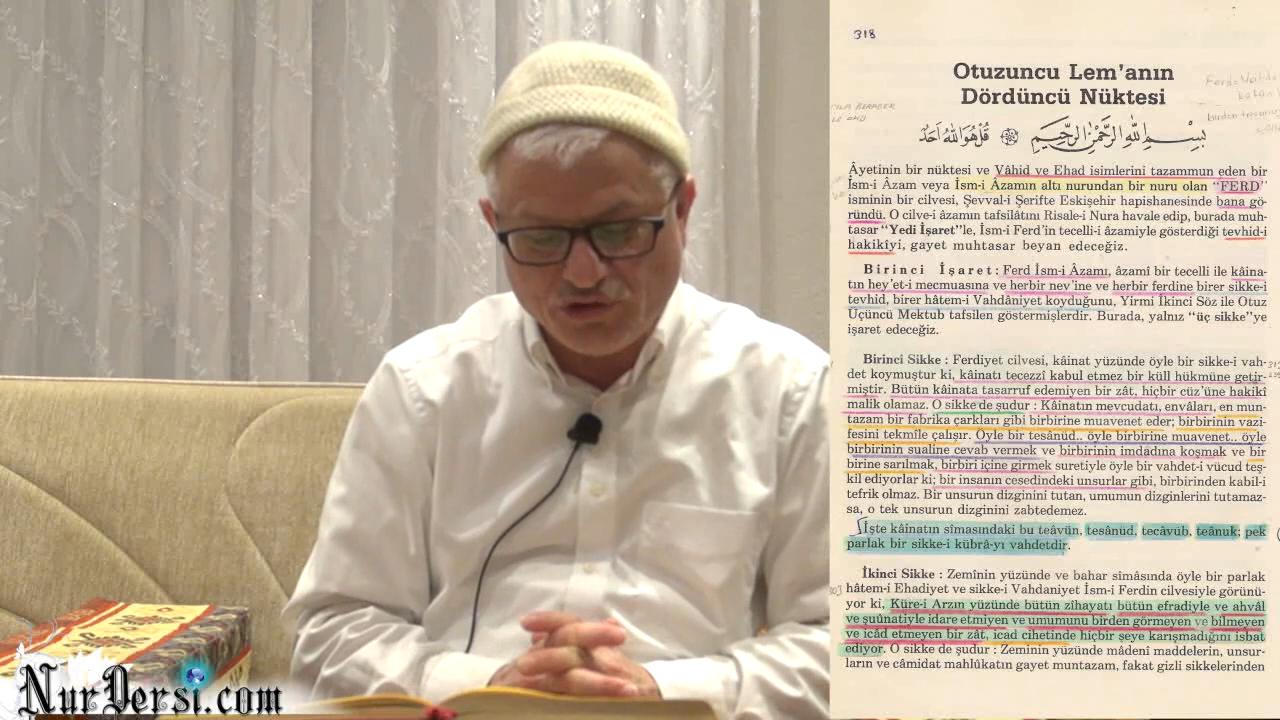 318
Otuzuncu Lem'anın
Dördüncü Nüktesi
بِسْــمِ اللّٰهِ الرَّحْمٰنِ الرَّحِيمِ ۞ قُلْ هُوَ اللّٰهُ اَحَدٌ
Âyetinin bir nüktesi ve Vâhid ve Ehad isimlerini tazammun eden bir
İsm-i Âzam veya İsm-i Âzamın altı nurundan bir nuru olan "FERD"
isminin bir cilvesi, Şevval-i Şerifte Eskişehir hapishanesinde bana gö-
ründü. O cilve-i âzamın tafsilâtını Risale-i Nura havale edip, burada muh-
tasar "Yedi İşaret"le, İsm-i Ferd'in tecelli-i âzamiyle gösterdiği tevhid-i
hakikîyi, gayet muhtasar beyan edeceğiz.
Birinci İşaret: Ferd İsm-i Âzamı, âzamî bir tecelli ile kâina-
tın hey'et-i mecmuasına ve herbir nev'ine ve herbir ferdine birer sikke-i
tevhid, birer hâtem-i Vahdâniyet koyduğunu, Yirmi İkinci Söz ile Otuz
Üçüncü Mektub tafsilen göstermişlerdir. Burada, yalnız "üç sikke"ye
işaret edeceğiz.
Birinci Sikke : Ferdiyet cilvesi, kâinat yüzünde öyle bir sikke-i vah-
det koymuştur ki, kâinatı tecezzî kabul etmez bir küll hükmüne getir-
miştir. Bütün kâinata tasarruf edemiyen bir zât, hiçbir cüz'üne hakikî
malik olamaz. O sikke de şudur : Kâinatın mevcudatı, envâları, en mun-
tazam bir fabrika çarkları gibi birbirine muavenet eder; birbirinin vazi-
fesini tekmîle çalışır. Öyle bir tesânüd.. öyle birbirine muavenet.. öyle
birbirinin sualine cevab vermek ve birbirinin imdadına koşmak ve bir
birine sarılmak, birbiri içine girmek suretiyle öyle bir vahdet-i vücud teş-
kil ediyorlar ki; bir insanın cesedindeki unsurlar gibi, birbirinden kabil-i
tefrik olmaz. Bir unsurun dizginini tutan, umumun dizginlerini tutamaz-
sa, o tek unsurun dizginini zabtedemez.
İşte kâinatın sîmasındaki bu teâvün, tesânüd, tecâvüb, teânuk; pek
parlak bir sikke-i kübrâ-yı vahdetdir.
İkinci Sikke : Zemînin yüzünde ve bahar sîmâsında öyle bir parlak
hâtem-i Ehadiyet ve sikke-i Vahdaniyet İsm-i Ferdin cilvesiyle görünü-
yor ki, Küre-i Arzın yüzünde bütün zîhayatı bütün efradiyle ve ahvâl
ve şuûnatiyle idare etmiyen ve umumunu birden görmeyen ve bilmeyen
ve icâd etmeyen bir zât, icad cihetinde hiçbir şeye karışmadığını isbat
ediyor. O sikke de şudur : Zeminin yüzünde mâdenî maddelerin, unsur-
ların ve câmidat mahlûkatın gayet muntazam, fakat gizli sikkelerinden
NurDersi.com